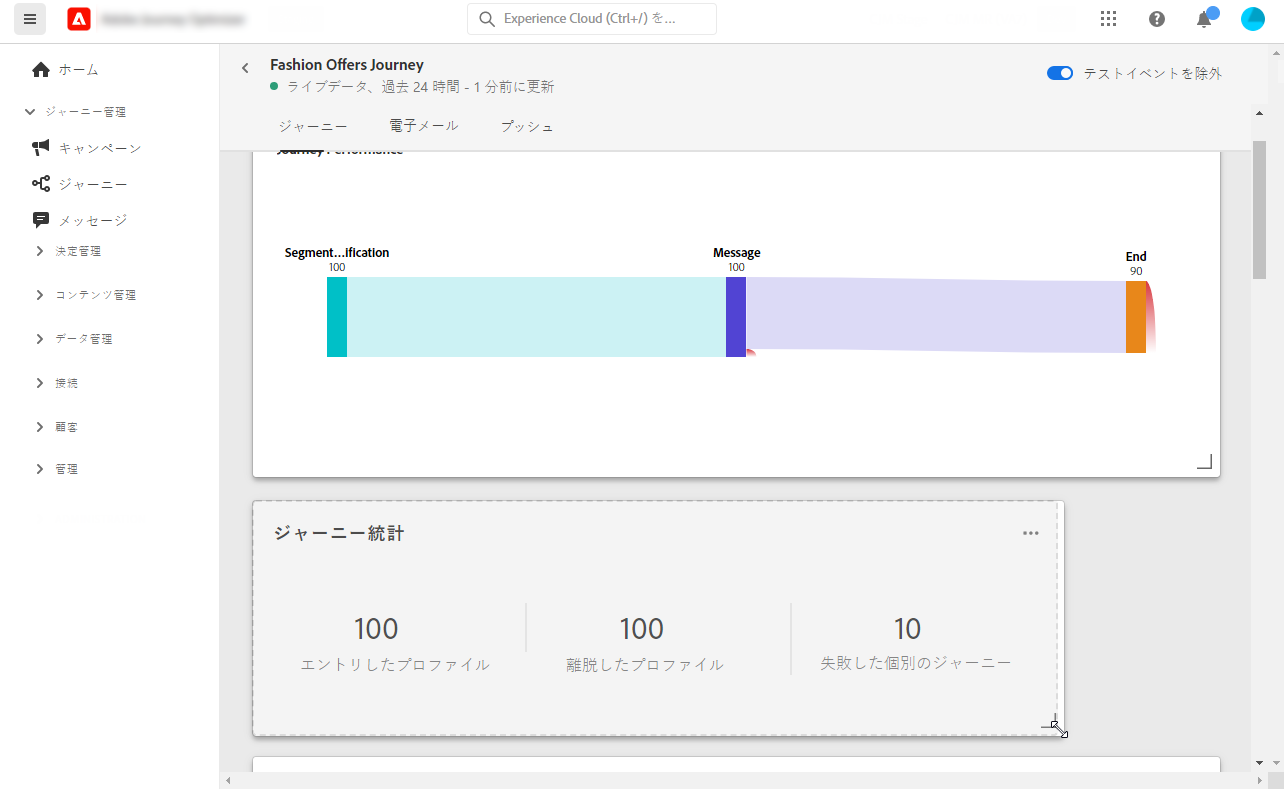 Experience Cloud (Ctrl+/) を...
ホーム
ジャーニー管理
キャンペーン
ジャーニー
メッセージ
決定管理
コンテンツ管理
データ管理
接続
顧客
管理
Fashion Offers Journey
ライブデータ、過去 24 時間 - 1 分前に更新
テストイベントを除外
ジャーニー
電子メール
プッシュ
Journey Performance
Segment...ification
100
Message
100
End
90
ジャーニー統計
100
エントリしたプロファイル
100
離脱したプロファイル
10
失敗した個別のジャーニー